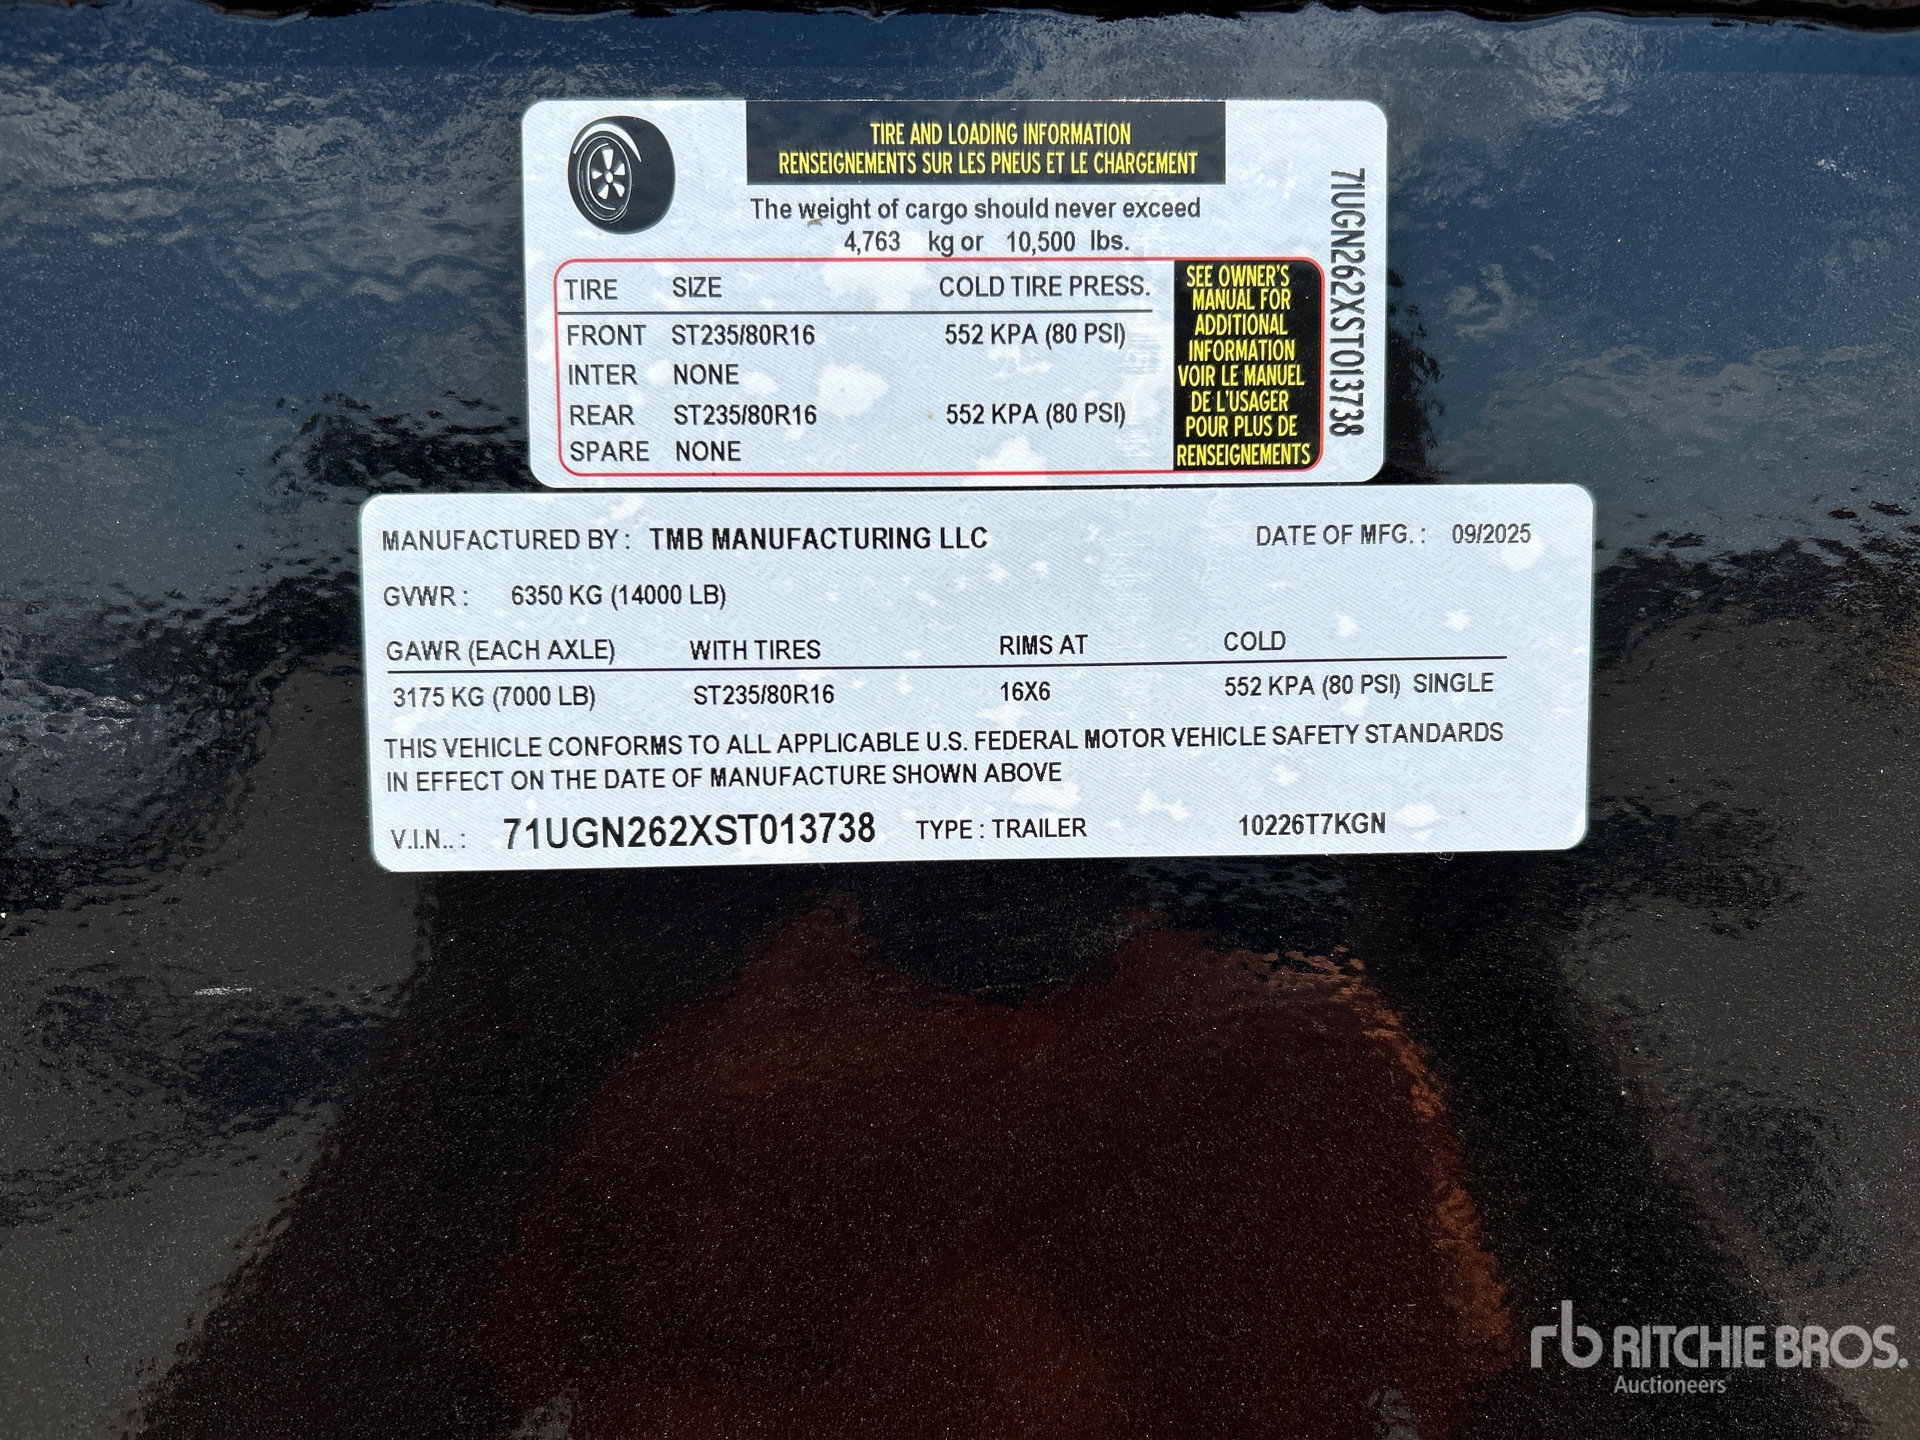 TIRE AND LOADING INFORMATION
RENSEIGNEMENTS SUR LES PNEUS ET LE CHARGEMENT
The weight of cargo should never exceed
4,763 kg or 10,500 lbs.
TIRE SIZE COLD TIRE PRESS.
FRONT ST235/80R16 552 KPA (80 PSI)
INTER NONE
REAR ST235/80R16 552 KPA (80 PSI)
SPARE NONE
SEE OWNER'S
MANUAL FOR
ADDITIONAL
INFORMATION
VOIR LE MANUEL
DE L'USAGER
POUR PLUS DE
RENSEIGNEMENTS
71UGN262XST013738
MANUFACTURED BY : TMB MANUFACTURING LLC DATE OF MFG. : 09/2025
GVWR : 6350 KG (14000 LB)
GAWR (EACH AXLE) WITH TIRES RIMS AT COLD
3175 KG (7000 LB) ST235/80R16 16X6 552 KPA (80 PSI) SINGLE
THIS VEHICLE CONFORMS TO ALL APPLICABLE U.S. FEDERAL MOTOR VEHICLE SAFETY STANDARDS
IN EFFECT ON THE DATE OF MANUFACTURE SHOWN ABOVE
V.I.N.. : 71UGN262XST013738 TYPE : TRAILER 10226T7KGN
rb RITCHIE BROS.
Auctioneers